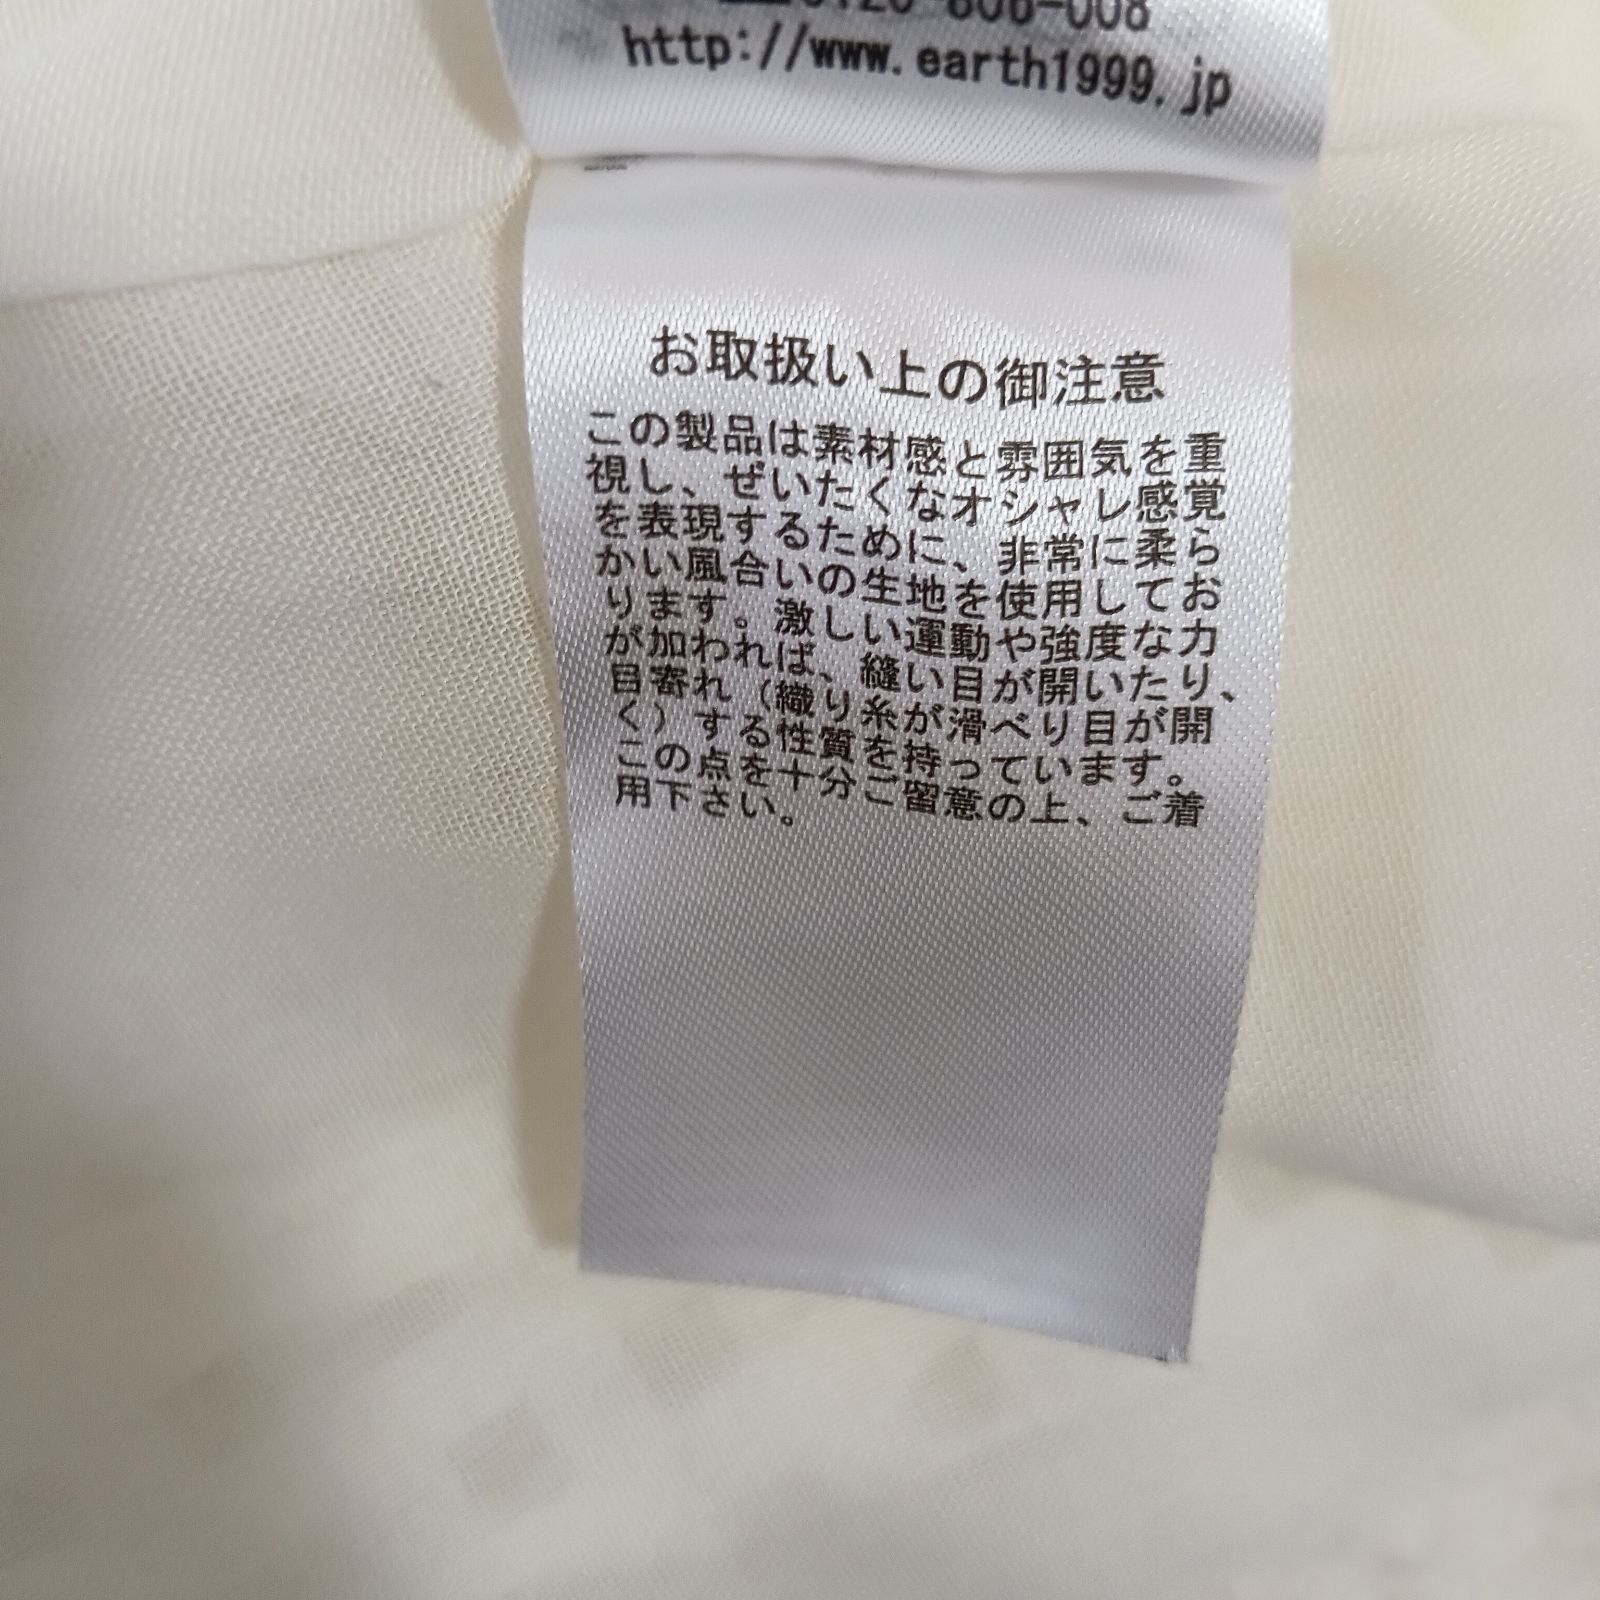 0120-806-008
http://www.earth1999.jp
お取扱い上の御注意
この製品は素材感と雰囲気を重
視し、ぜいたくなオシャレ感覚
を表現するために、非常に柔ら
かい風合いの生地を使用してお
ります。激しい運動や強度な力
が加われば、縫い目が開いたり、
目寄れ（織り糸が滑べり目が開
く）する性質を持っています。
この点を十分ご留意の上、ご着
用下さい。